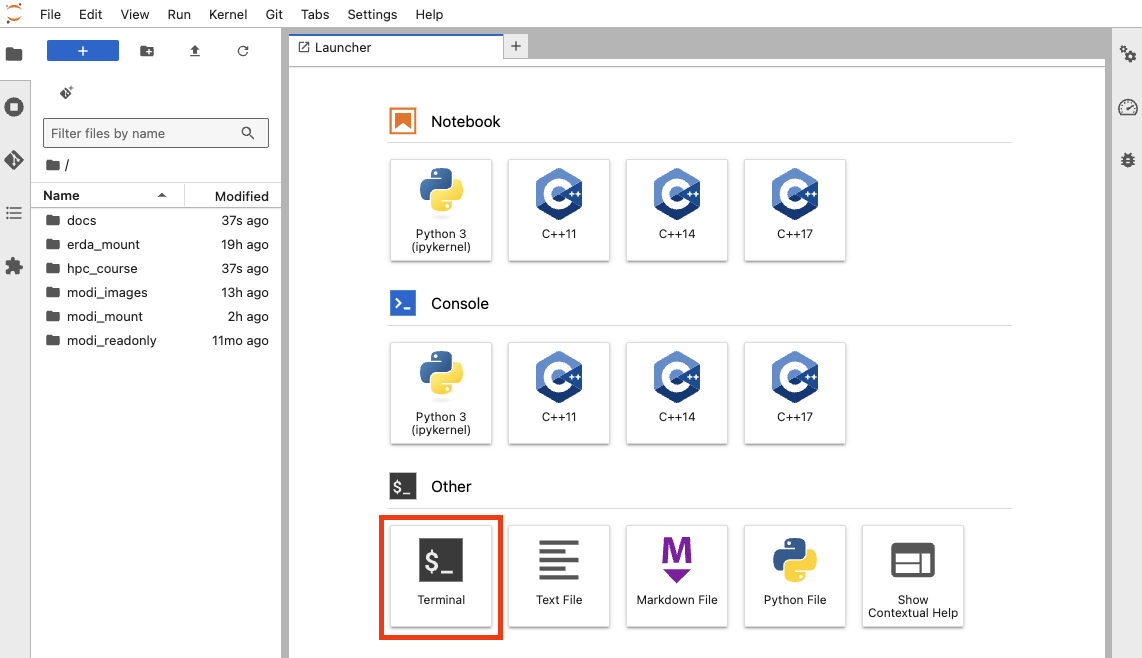 File Edit View Run Kernel Git Tabs Settings Help
+
Launcher
+
Filter files by name
/
Name Modified
docs 37s ago
erda_mount 19h ago
hpc_course 37s ago
modi_images 13h ago
modi_mount 2h ago
modi_readonly 11mo ago
Notebook
Python 3
(ipykernel)
C++11
C++14
C++17
Console
Python 3
(ipykernel)
C++11
C++14
C++17
$_ Other
$_
Terminal
Text File
M
Markdown File
Python File
Show
Contextual Help